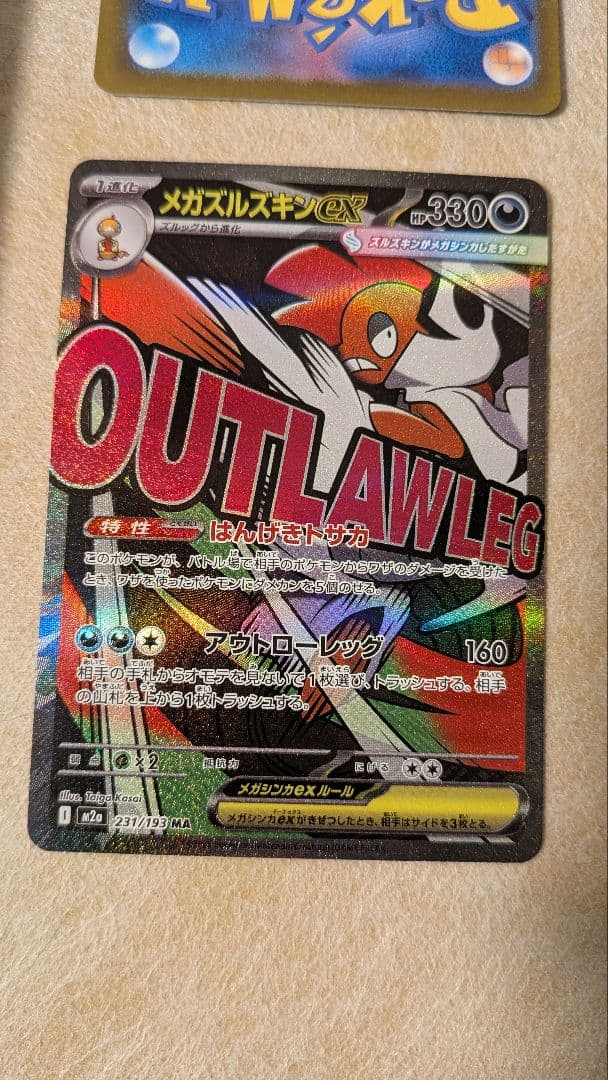 1進化
メガズルズキンex
HP330
ズルッグから進化
ズルズキンがメガシンカしたすがた
OUTLAW LEG
特性
はんげきトサカ
このポケモンが、バトル場で相手のポケモンからワザのダメージを受けた
とき、ワザを使ったポケモンにダメカンを5個のせる。
アウトローレッグ 160
相手の手札からオモテを見ないで1枚選び、トラッシュする。相手
の山札を上から1枚トラッシュする。
弱点 ×2 抵抗力 にげる
メガシンカexルール
メガシンカexがきぜつしたとき、相手はサイドを3枚とる。
Illus. Taiga Kasai
I M2a 231/193 MA